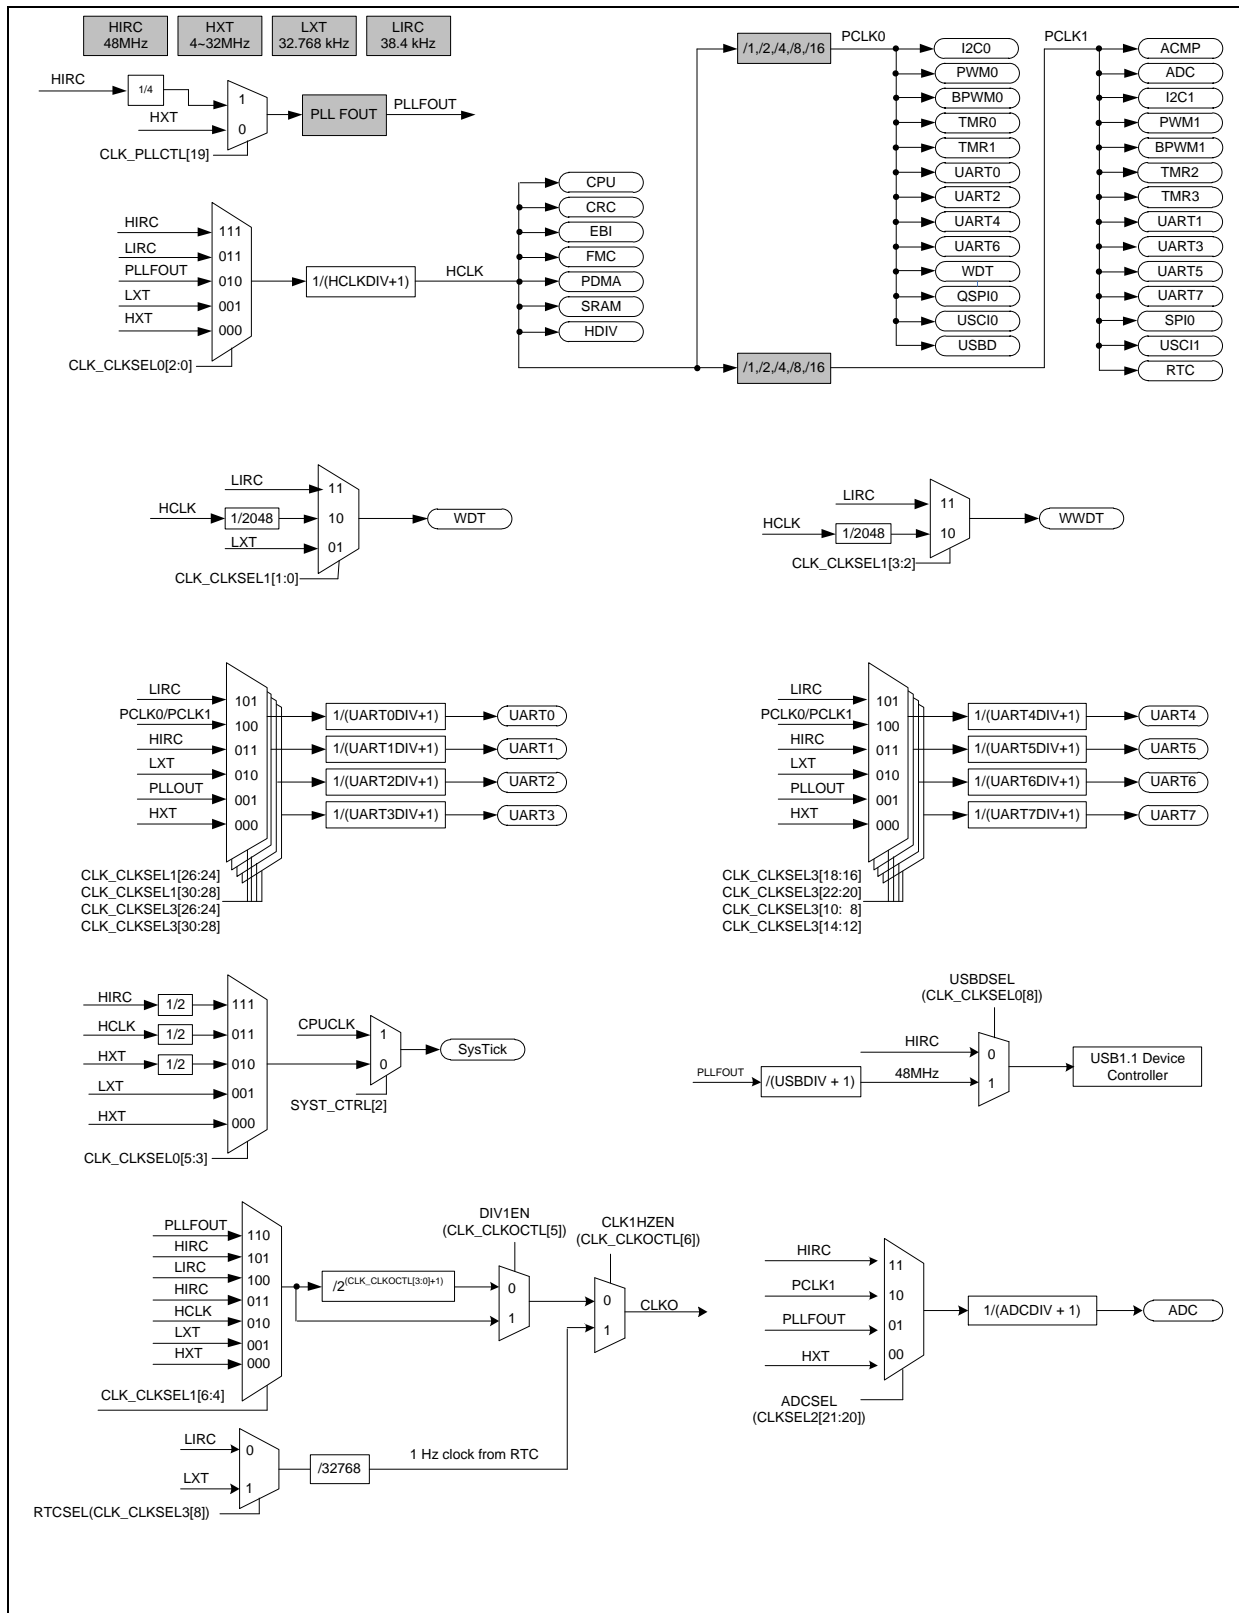 HIRC
48MHz
HXT
4~32MHz
LXT
32.768 kHz
LIRC
38.4 kHz
HIRC
1/4
HXT
1
0
PLL FOUT
PLLFOUT
CLK_PLLCTL[19]
HIRC
LIRC
PLLFOUT
LXT
HXT
111
011
010
001
000
CLK_CLKSEL0[2:0]
1/(HCLKDIV+1)
HCLK
CPU
CRC
EBI
FMC
PDMA
SRAM
HDIV
/1,/2,/4,/8,/16
PCLK0
I2C0
PWM0
BPWM0
TMR0
TMR1
UART0
UART2
UART4
UART6
WDT
QSPI0
USCI0
USBD
/1,/2,/4,/8,/16
PCLK1
ACMP
ADC
I2C1
PWM1
BPWM1
TMR2
TMR3
UART1
UART3
UART5
UART7
SPI0
USCI1
RTC
LIRC
HCLK
1/2048
LXT
11
10
01
WDT
CLK_CLKSEL1[1:0]
LIRC
HCLK
1/2048
11
10
WWDT
CLK_CLKSEL1[3:2]
LIRC
PCLK0/PCLK1
HIRC
LXT
PLLOUT
HXT
101
100
011
010
001
000
1/(UART0DIV+1)
UART0
1/(UART1DIV+1)
UART1
1/(UART2DIV+1)
UART2
1/(UART3DIV+1)
UART3
CLK_CLKSEL1[26:24]
CLK_CLKSEL1[30:28]
CLK_CLKSEL3[26:24]
CLK_CLKSEL3[30:28]
LIRC
PCLK0/PCLK1
HIRC
LXT
PLLOUT
HXT
101
100
011
010
001
000
1/(UART4DIV+1)
UART4
1/(UART5DIV+1)
UART5
1/(UART6DIV+1)
UART6
1/(UART7DIV+1)
UART7
CLK_CLKSEL3[18:16]
CLK_CLKSEL3[22:20]
CLK_CLKSEL3[10: 8]
CLK_CLKSEL3[14:12]
HIRC
1/2
HCLK
1/2
HXT
1/2
LXT
HXT
111
011
010
001
000
CLK_CLKSEL0[5:3]
CPUCLK
1
0
SysTick
SYST_CTRL[2]
USBDSEL
(CLK_CLKSEL0[8])
HIRC
PLLFOUT
/(USBDIV + 1)
48MHz
0
1
USB1.1 Device
Controller
PLLFOUT
HIRC
LIRC
HIRC
HCLK
LXT
HXT
110
101
100
011
010
001
000
CLK_CLKSEL1[6:4]
/2(CLK_CLKOCTL[3:0]+1)
DIV1EN
(CLK_CLKOCTL[5])
0
1
CLK1HZEN
(CLK_CLKOCTL[6])
0
1
CLKO
LIRC
LXT
0
1
/32768
1 Hz clock from RTC
RTCSEL(CLK_CLKSEL3[8])
HIRC
PCLK1
PLLFOUT
HXT
11
10
01
00
1/(ADCDIV + 1)
ADC
ADCSEL
(CLKSEL2[21:20])